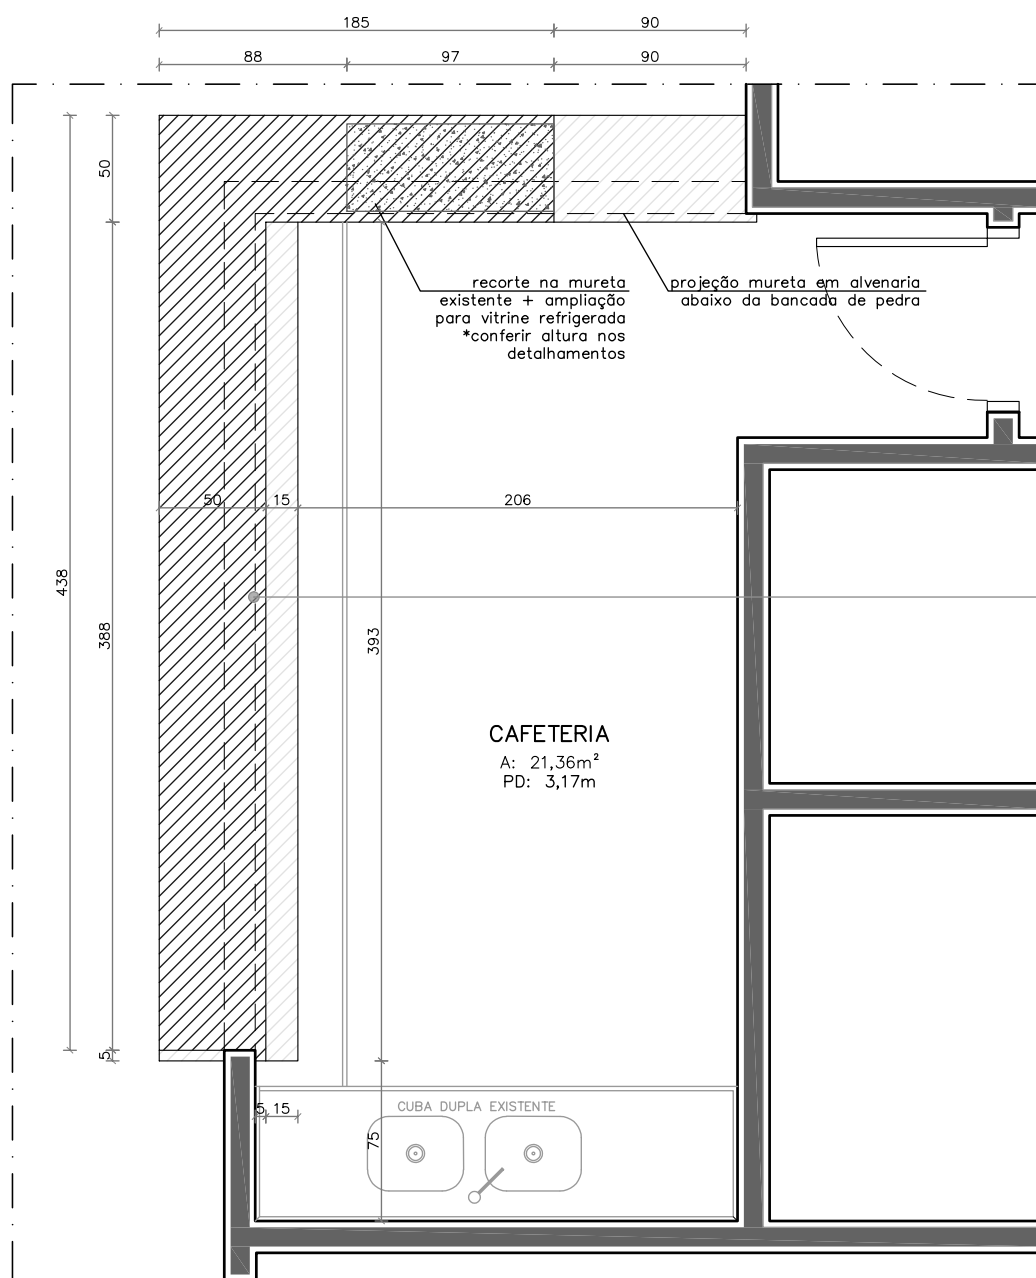 185
90
88
97
90
50
recorte na mureta
existente + ampliação
para vitrine refrigerada
*conferir altura nos
detalhamentos
projeção mureta em alvenaria
abaixo da bancada de pedra
50
15
206
438
388
393
CAFETERIA
A: 21,36m²
PD: 3,17m
5
5
15
CUBA DUPLA EXISTENTE
75